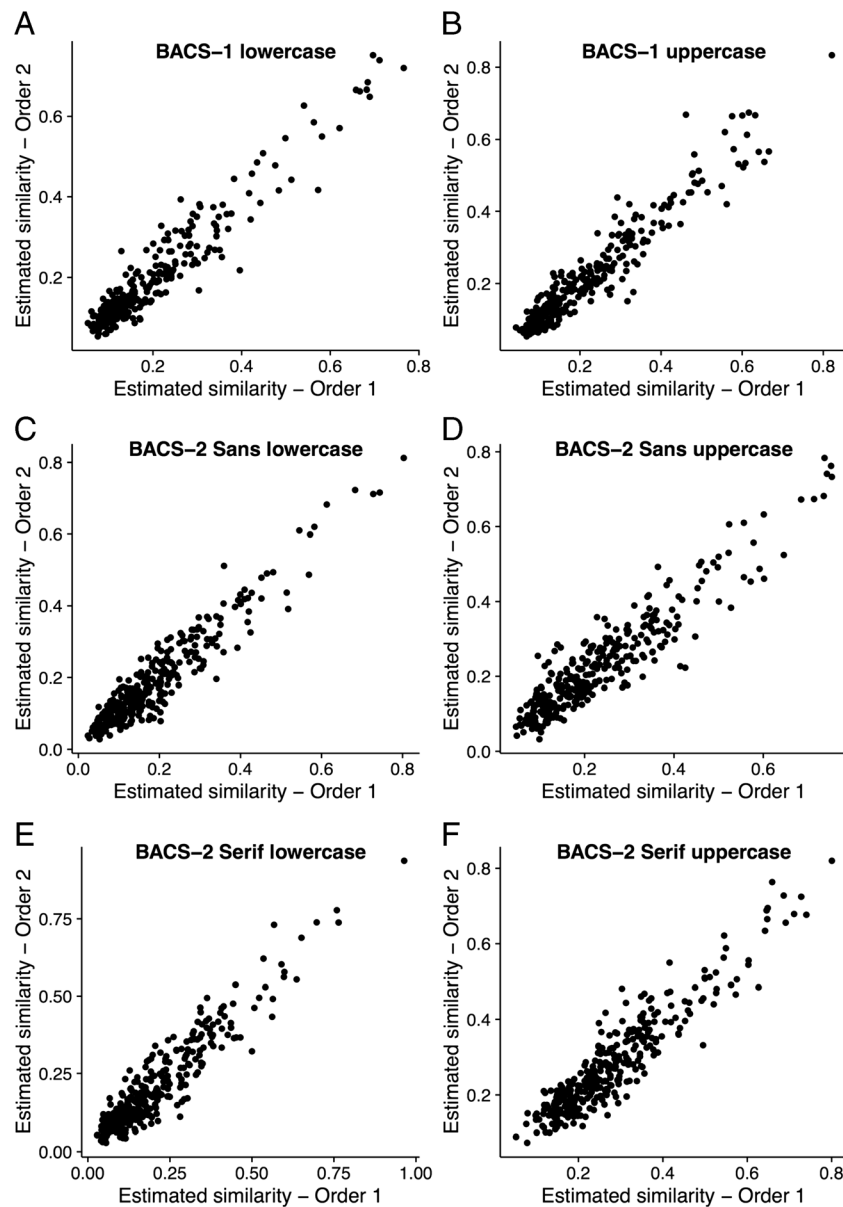 A
BACS−1 lowercase
Estimated similarity − Order 2
0.6
0.4
0.2
0.2 0.4 0.6 0.8
Estimated similarity − Order 1
B
BACS−1 uppercase
Estimated similarity − Order 2
0.8
0.6
0.4
0.2
0.2 0.4 0.6 0.8
Estimated similarity − Order 1
C
BACS−2 Sans lowercase
Estimated similarity − Order 2
0.8
0.6
0.4
0.2
0.0
0.0 0.2 0.4 0.6 0.8
Estimated similarity − Order 1
D
BACS−2 Sans uppercase
Estimated similarity − Order 2
0.8
0.6
0.4
0.2
0.0
0.2 0.4 0.6
Estimated similarity − Order 1
E
BACS−2 Serif lowercase
Estimated similarity − Order 2
0.75
0.50
0.25
0.00
0.00 0.25 0.50 0.75 1.00
Estimated similarity − Order 1
F
BACS−2 Serif uppercase
Estimated similarity − Order 2
0.8
0.6
0.4
0.2
0.2 0.4 0.6 0.8
Estimated similarity − Order 1